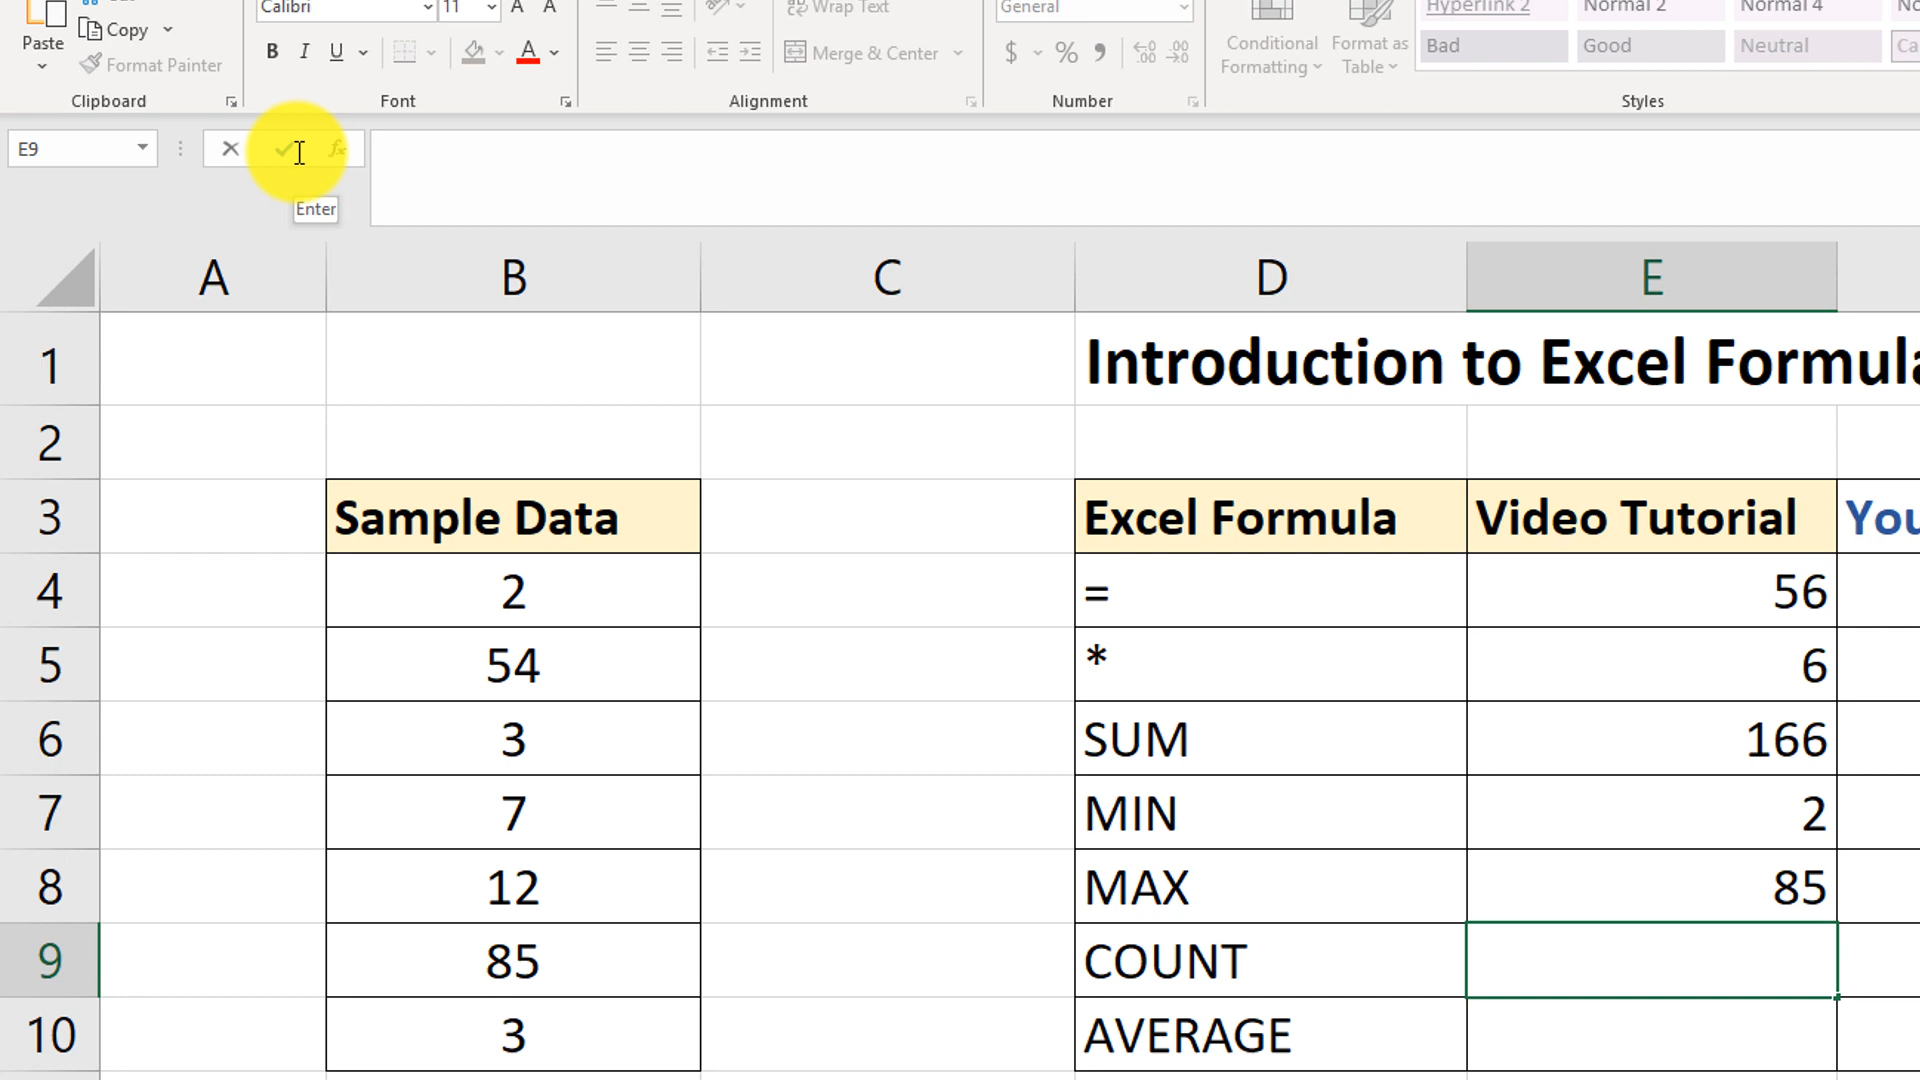 Calibri 11 Wrap Text General Hyperlink 2 Normal 2 Normal 4
Paste Copy B I U A Merge & Center $ % Conditional Format as Bad Good Neutral
Format Painter Formatting Table
Clipboard Font Alignment Number Styles
E9 fx
Enter
A B C D E
1 Introduction to Excel Formula
2
3 Sample Data Excel Formula Video Tutorial You
4 2 = 56
5 54 * 6
6 3 SUM 166
7 7 MIN 2
8 12 MAX 85
9 85 COUNT
10 3 AVERAGE